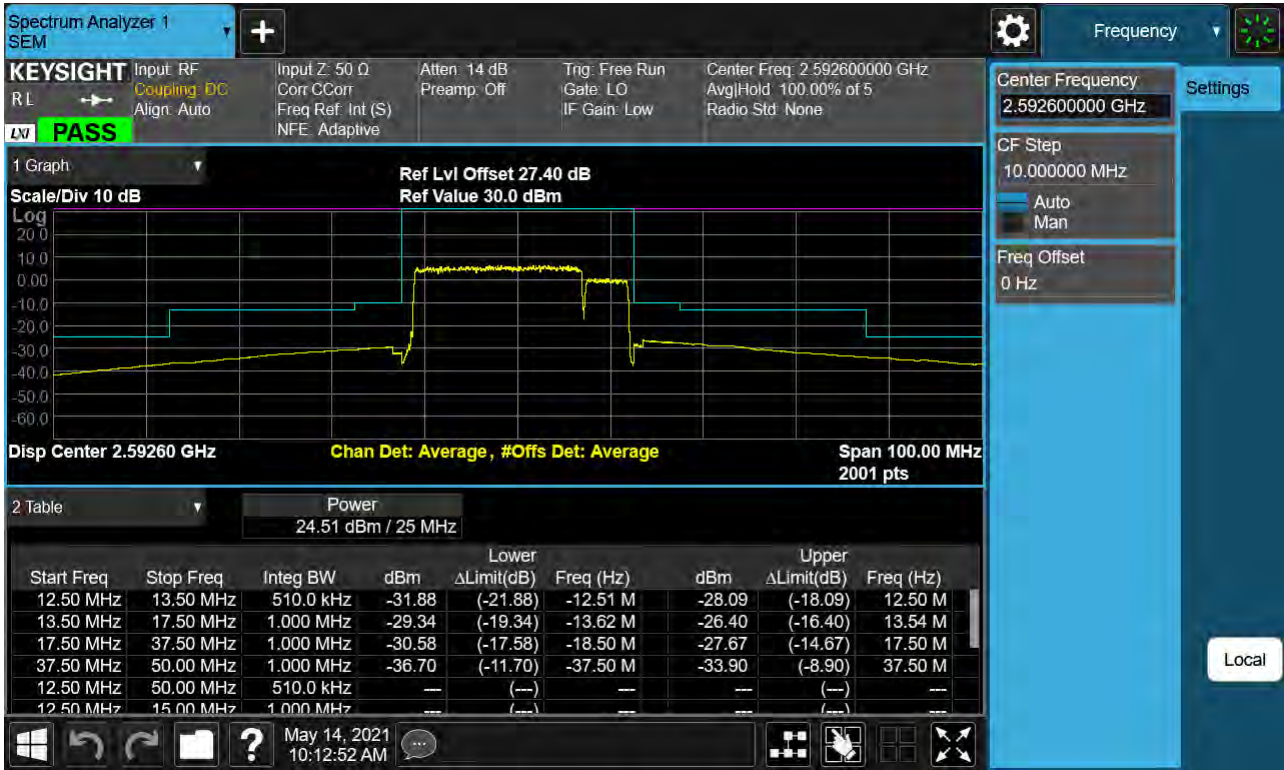 Spectrum Analyzer 1
SEM
Frequency
KEYSIGHT
R L
LXI PASS
Input: RF
Coupling: DC
Align: Auto
Input Z: 50 Ω
Corr CCorr
Freq Ref: Int (S)
NFE: Adaptive
Atten: 14 dB
Preamp: Off
Trig: Free Run
Gate: LO
IF Gain: Low
Center Freq: 2.592600000 GHz
Avg|Hold: 100.00% of 5
Radio Std: None
Center Frequency
2.592600000 GHz
Settings
CF Step
10.000000 MHz
Auto
Man
Freq Offset
0 Hz
Local
1 Graph
Scale/Div 10 dB
Ref Lvl Offset 27.40 dB
Ref Value 30.0 dBm
Log
20.0
10.0
0.00
-10.0
-20.0
-30.0
-40.0
-50.0
-60.0
Disp Center 2.59260 GHz Chan Det: Average, #Offs Det: Average Span 100.00 MHz
2001 pts
2 Table
Power
24.51 dBm / 25 MHz
Lower Upper
Start Freq Stop Freq Integ BW dBm ΔLimit(dB) Freq (Hz) dBm ΔLimit(dB) Freq (Hz)
12.50 MHz 13.50 MHz 510.0 kHz -31.88 (-21.88) -12.51 M -28.09 (-18.09) 12.50 M
13.50 MHz 17.50 MHz 1.000 MHz -29.34 (-19.34) -13.62 M -26.40 (-16.40) 13.54 M
17.50 MHz 37.50 MHz 1.000 MHz -30.58 (-17.58) -18.50 M -27.67 (-14.67) 17.50 M
37.50 MHz 50.00 MHz 1.000 MHz -36.70 (-11.70) -37.50 M -33.90 (-8.90) 37.50 M
12.50 MHz 50.00 MHz 510.0 kHz --- (---) --- --- (---) ---
12.50 MHz 15.00 MHz 1.000 MHz --- (---) --- --- (---) ---
?
May 14, 2021
10:12:52 AM